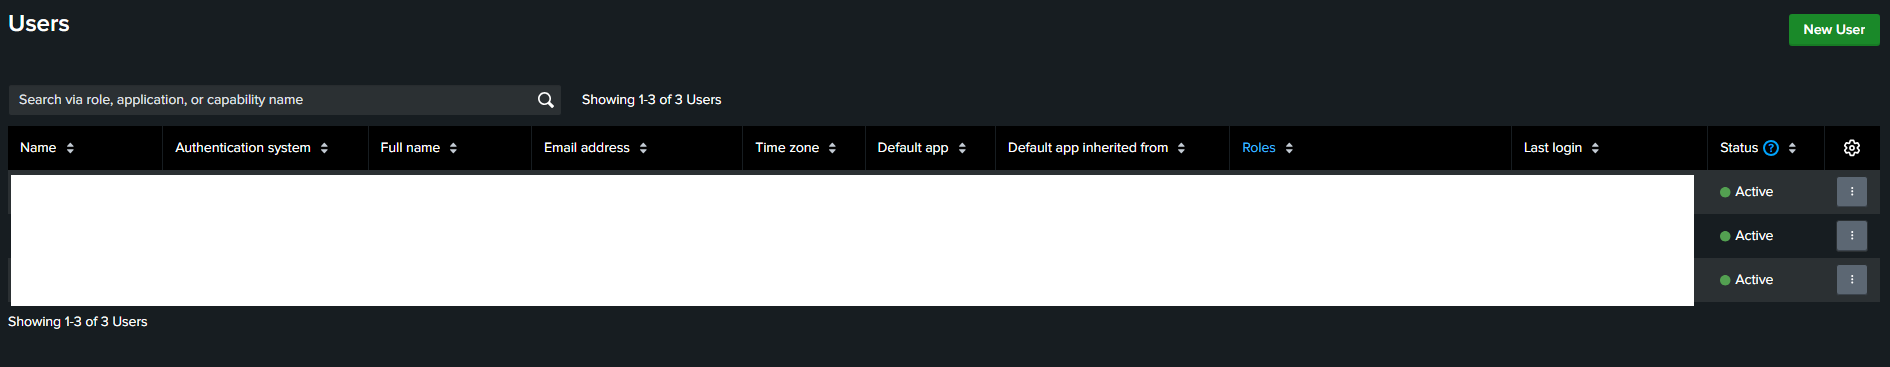 Users
New User
Search via role, application, or capability name
Showing 1-3 of 3 Users
Name Authentication system Full name Email address Time zone Default app Default app inherited from Roles Last login Status ?
Active
Active
Active
Showing 1-3 of 3 Users